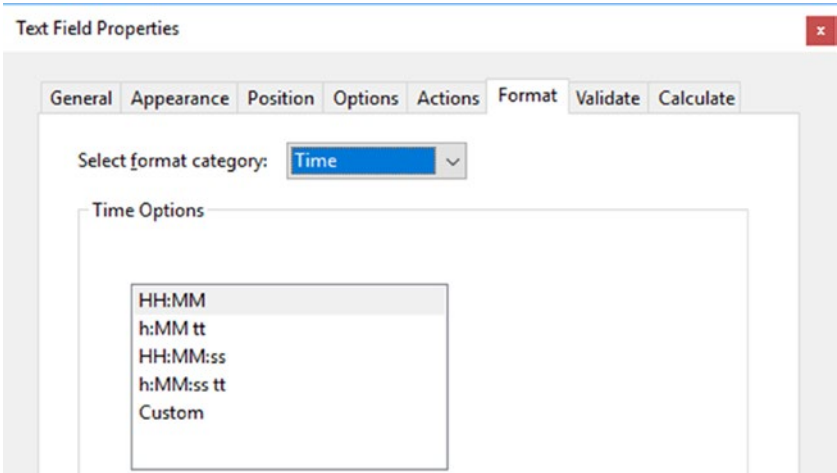 Text Field Properties
x
General Appearance Position Options Actions Format Validate Calculate
Select format category: Time
Time Options
HH:MM
h:MM tt
HH:MM:ss
h:MM:ss tt
Custom